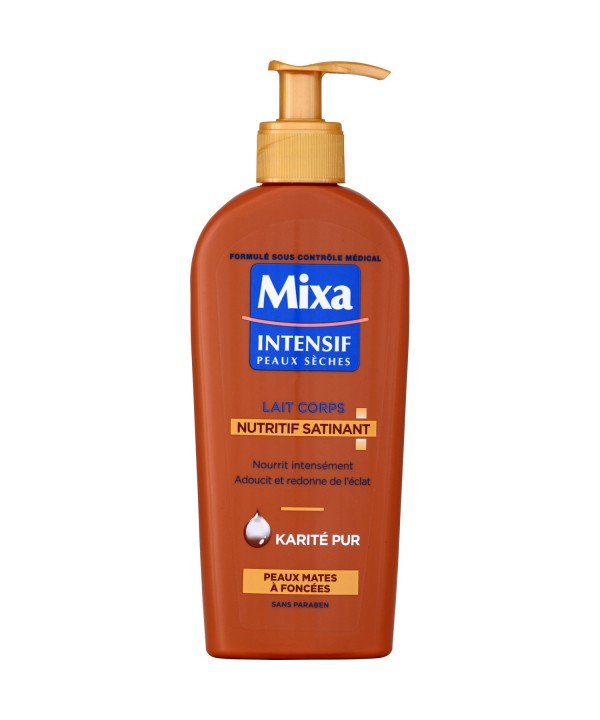 FORMULÉ SOUS CONTRÔLE MÉDICAL
Mixa
INTENSIF
PEAUX SÈCHES
LAIT CORPS
NUTRITIF SATINANT
Nourrit intensément
Adoucit et redonne de l'éclat
KARITÉ PUR
PEAUX MATES
À FONCÉES
SANS PARABEN